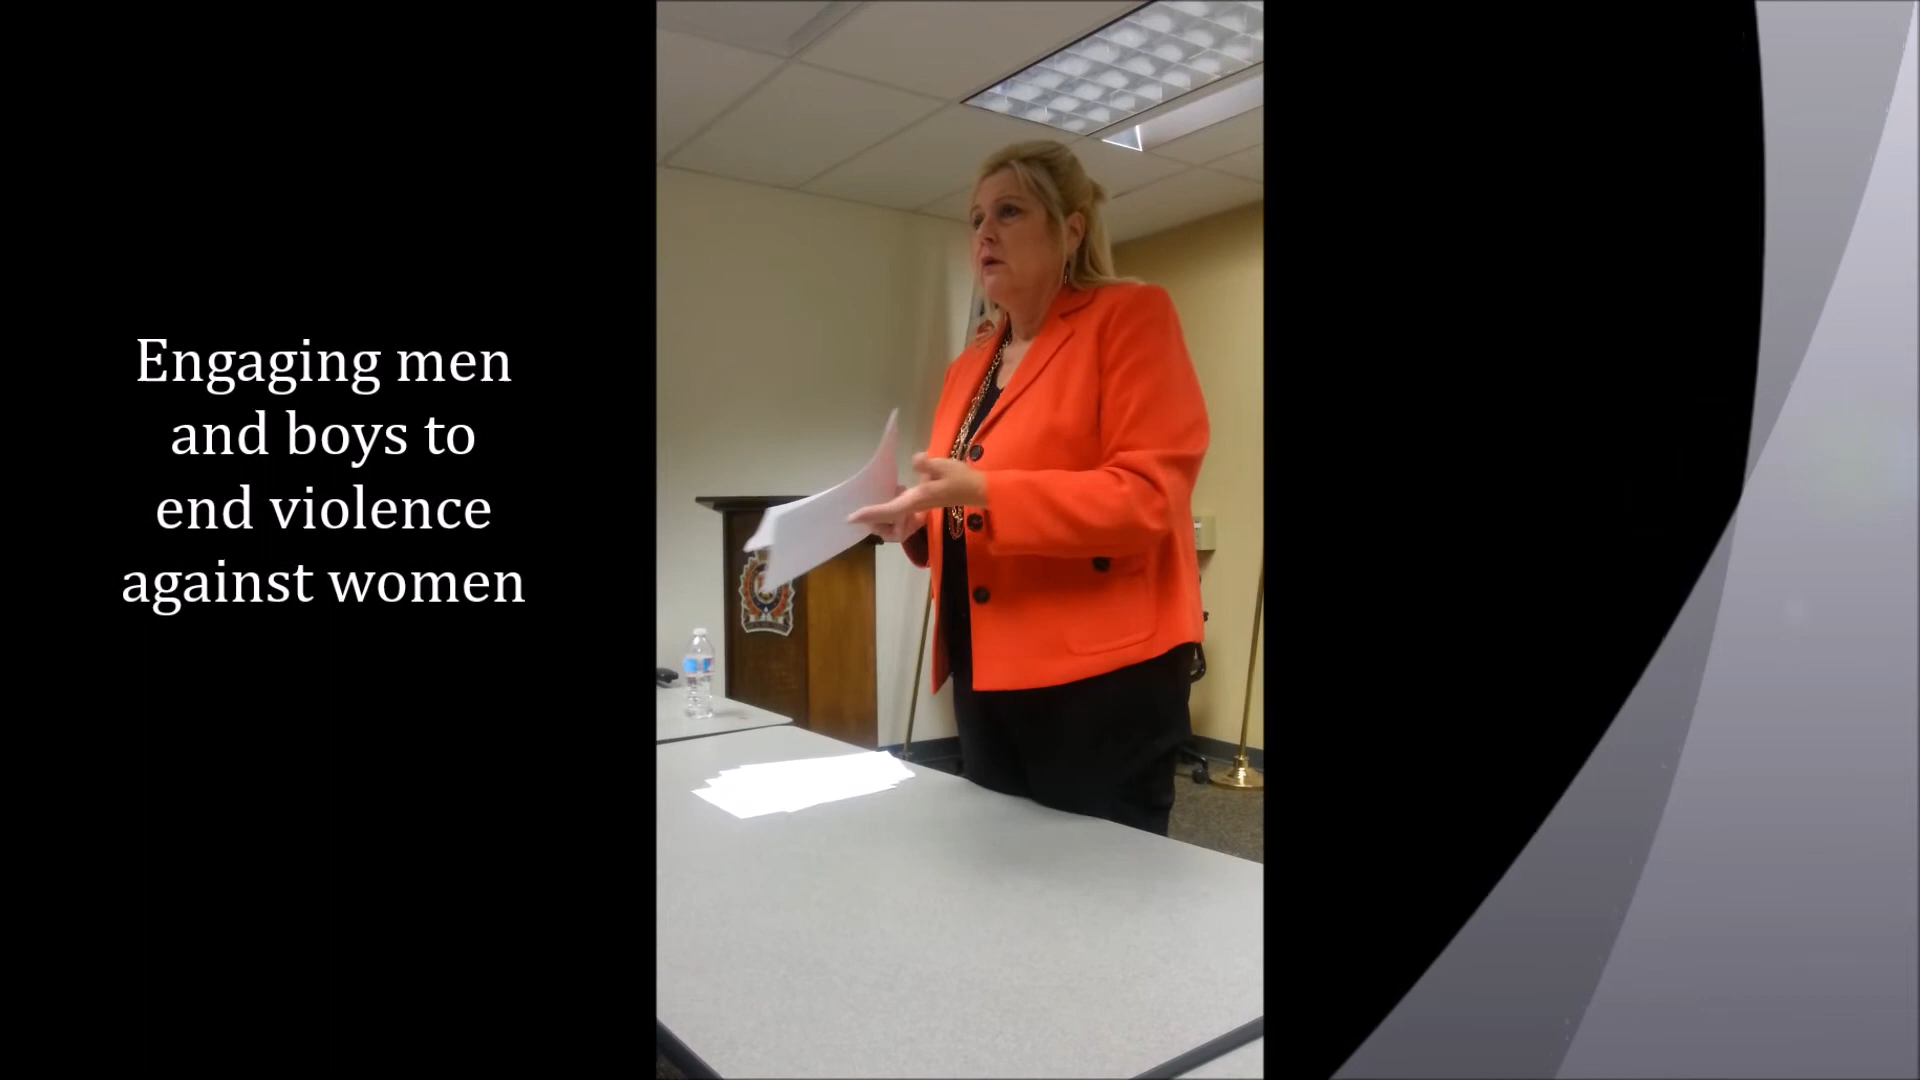 Engaging men
and boys to
end violence
against women